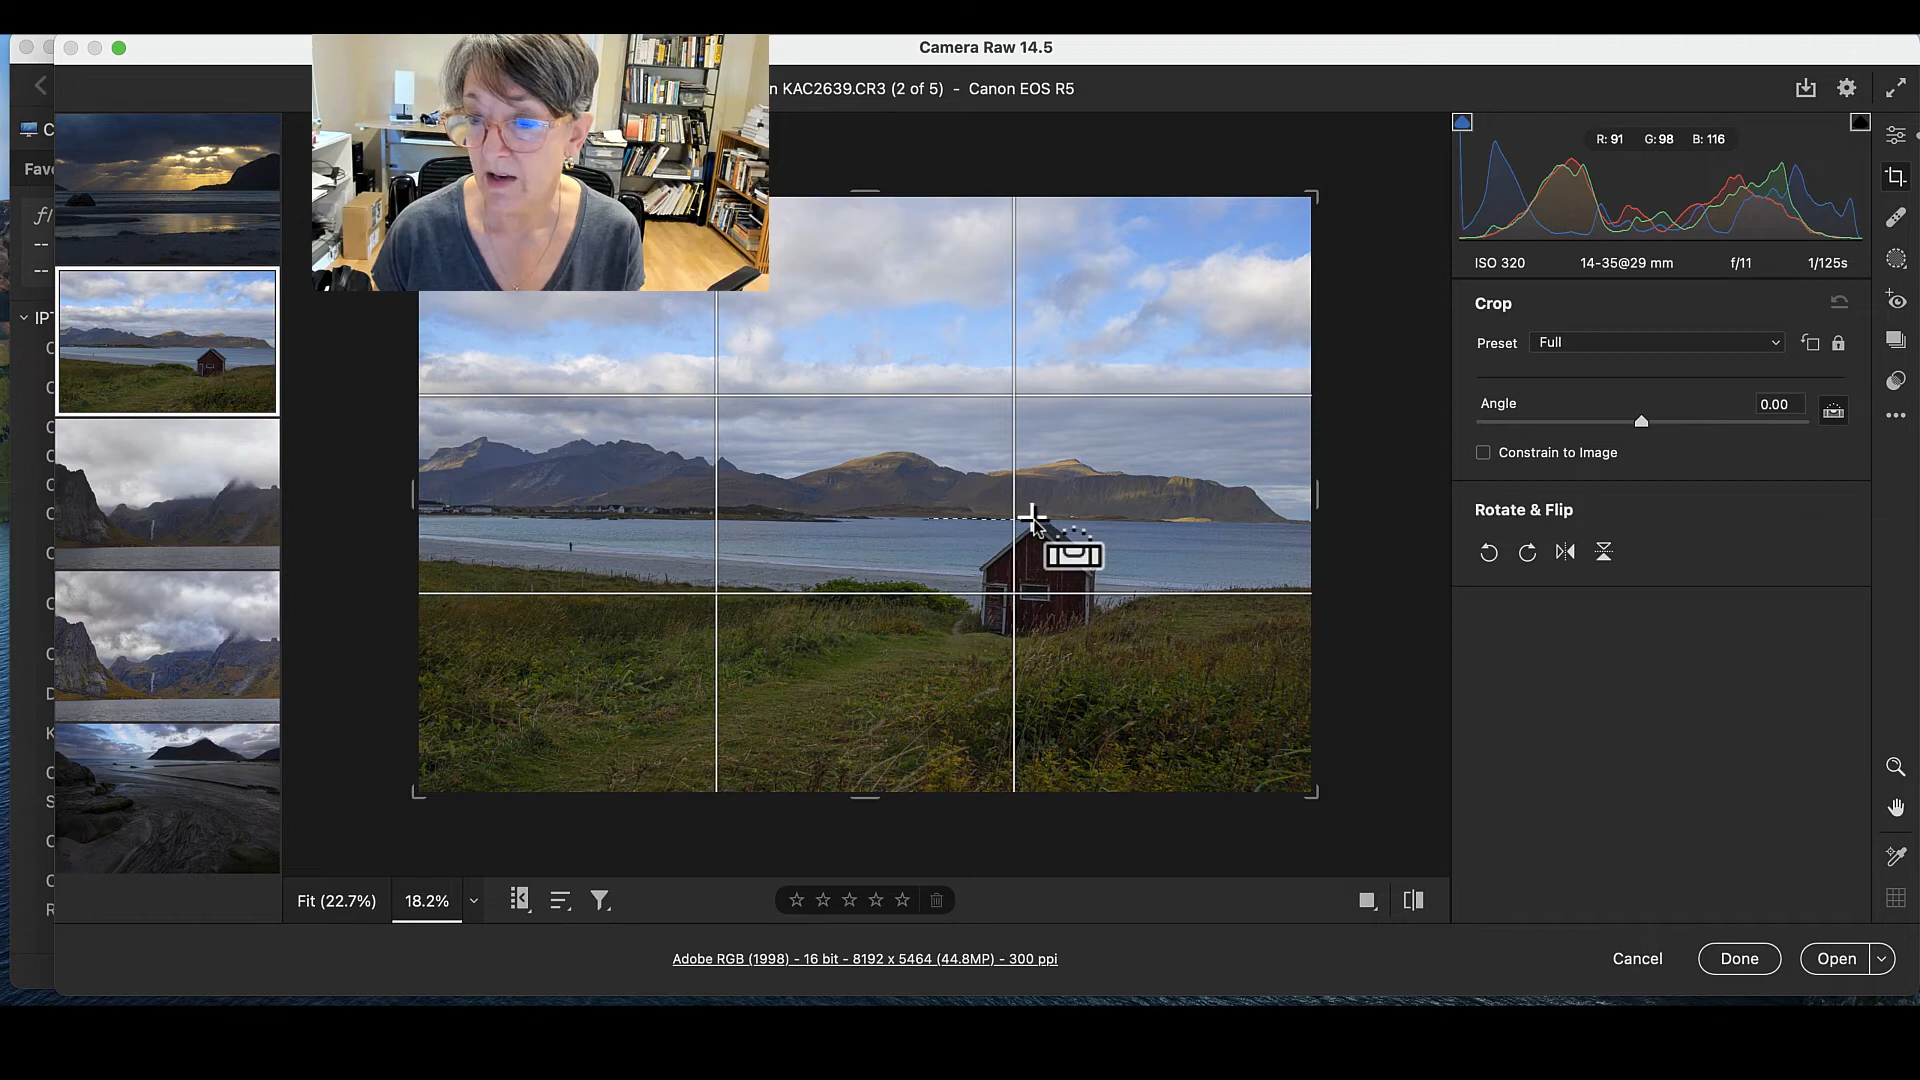 Camera Raw 14.5
n KAC2639.CR3 (2 of 5) - Canon EOS R5
C
Fav
f/
--
--
IPT
R: 91 G: 98 B: 116
ISO 320 14-35@29 mm f/11 1/125s
Crop
Preset Full
Angle 0.00
Constrain to Image
Rotate & Flip
Fit (22.7%) 18.2%
Adobe RGB (1998) - 16 bit - 8192 x 5464 (44.8MP) - 300 ppi
Cancel Done Open